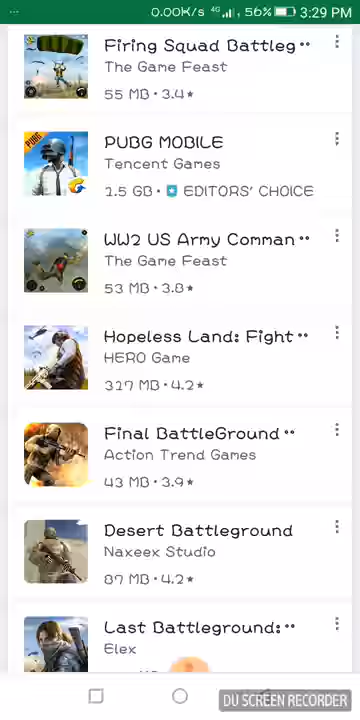 0.00K/s 4G 56% 3:29 PM
Firing Squad Battleg ••
The Game Feast
55 MB • 3.4★
PUBG
PUBG MOBILE
Tencent Games
1.5 GB • EDITORS' CHOICE
WW2 US Army Comman ••
The Game Feast
53 MB • 3.8★
Hopeless Land: Fight ••
HERO Game
317 MB • 4.2★
Final BattleGround ••
Action Trend Games
43 MB • 3.9★
Desert Battleground
Naxeex Studio
87 MB • 4.2★
Last Battleground: ••
Elex
DU SCREEN RECORDER